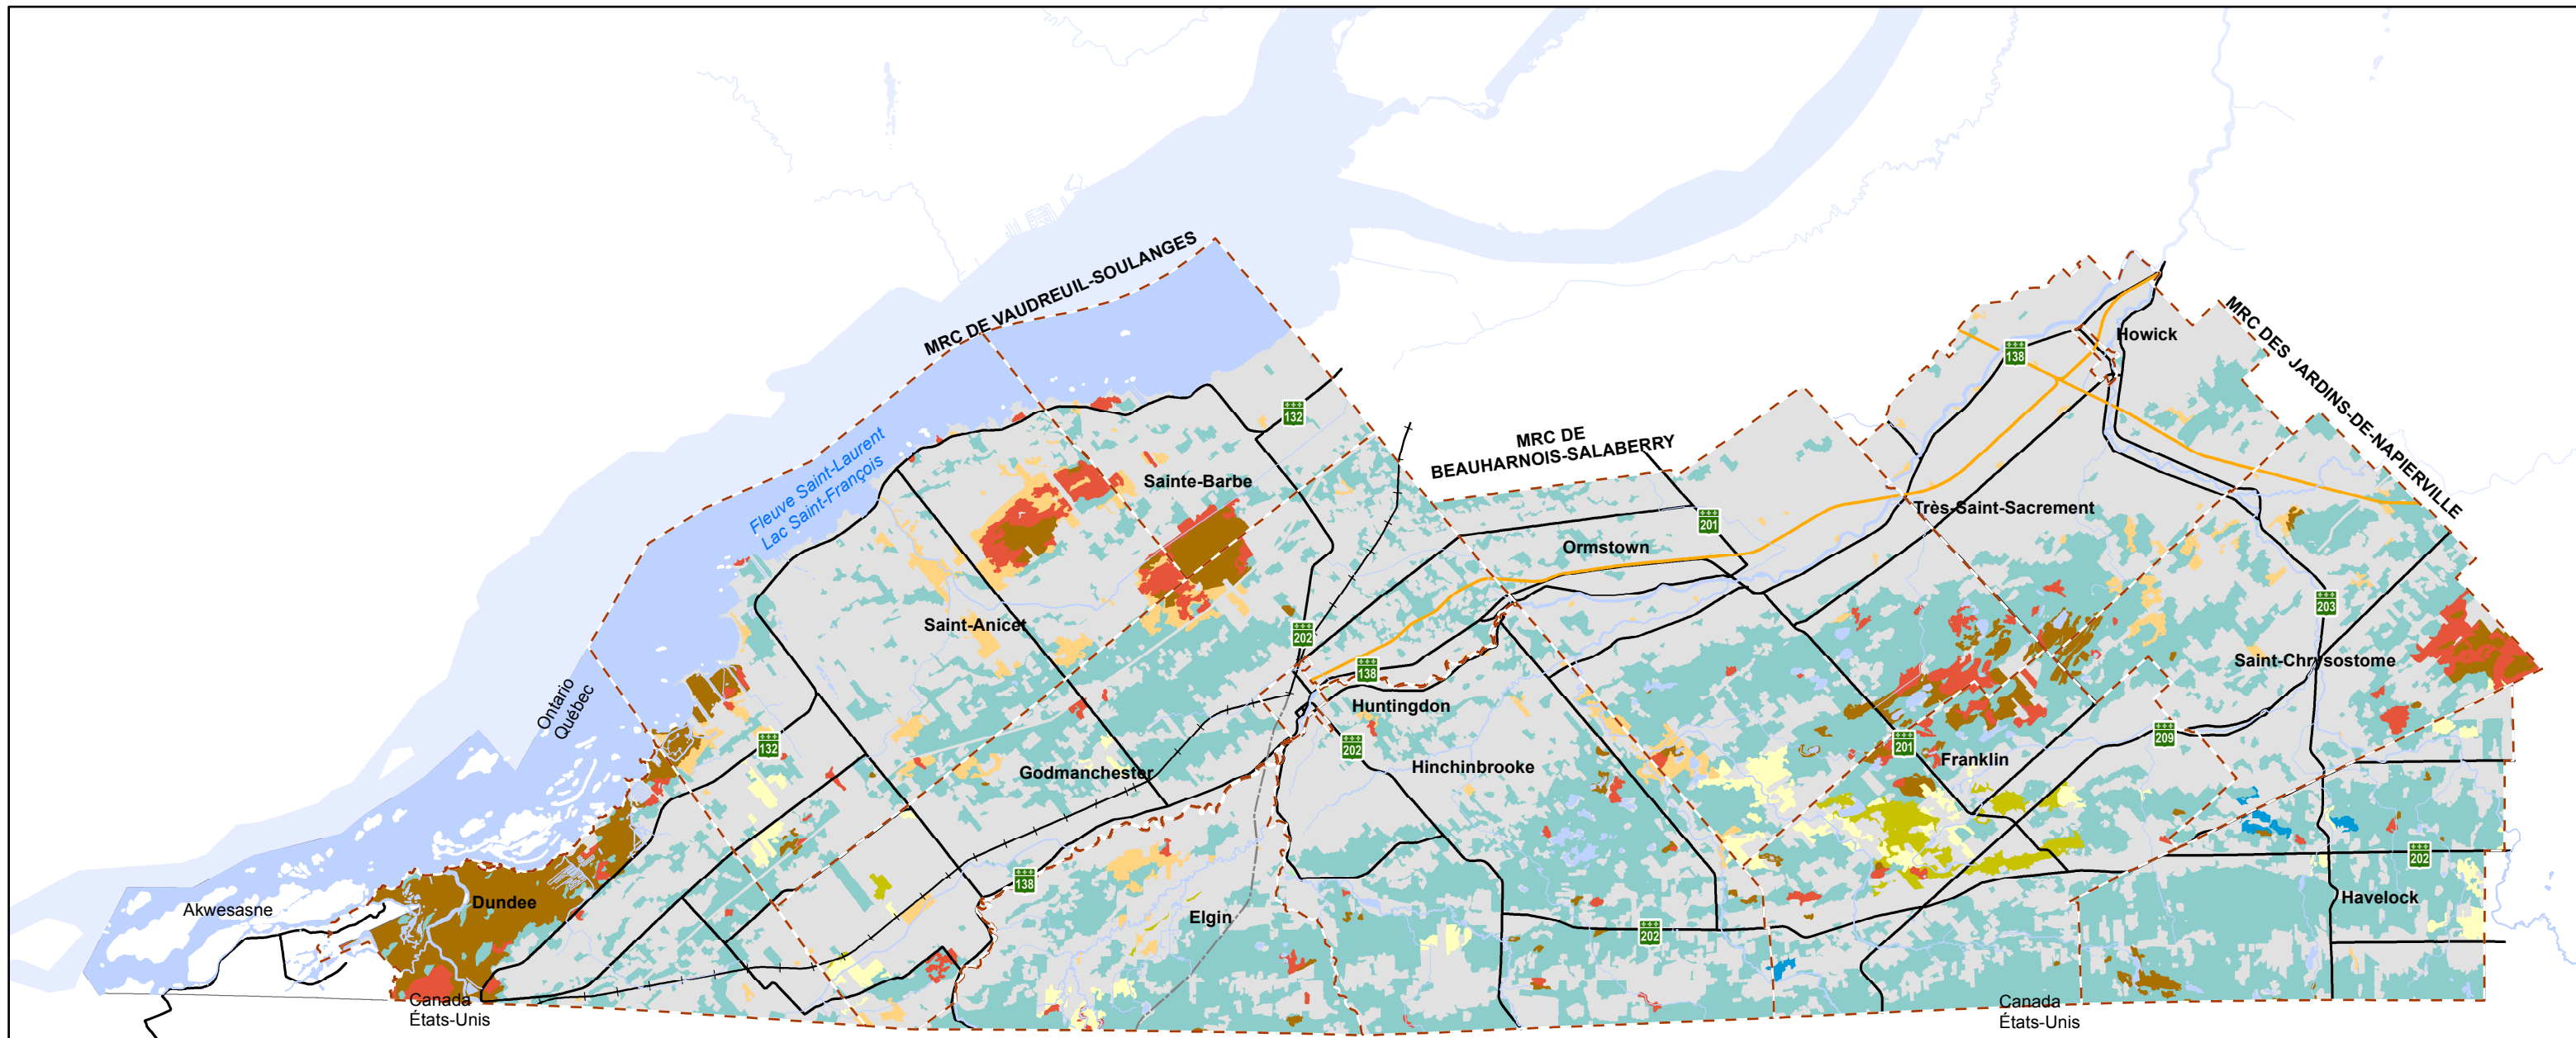 MRC DE VAUDREUIL-SOULANGES
Howick
138
MRC DES JARDINS-DE-NAPIERVILLE
132
MRC DE
BEAUHARNOIS-SALABERRY
Fleuve Saint-Laurent
Lac Saint-François
Sainte-Barbe
201
Très-Saint-Sacrement
Ormstown
Saint-Anicet
202
203
138
Saint-Chrysostome
Ontario
Québec
Huntingdon
132
202
201
209
Godmanchester
Hinchinbrooke
Franklin
202
138
Akwesasne
Dundee
Elgin
Havelock
202
Canada
États-Unis
Canada
États-Unis